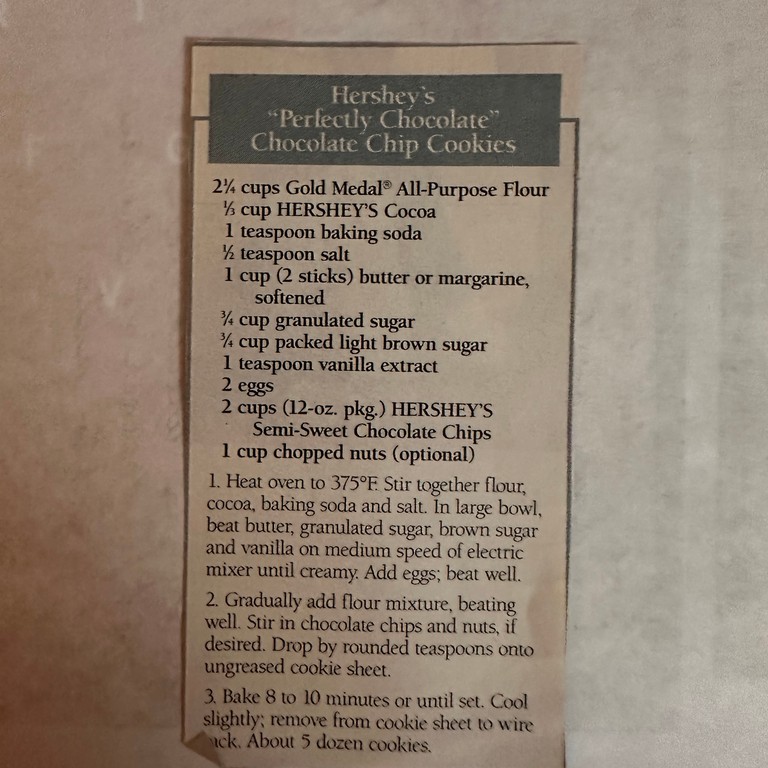 Hershey's
"Perfectly Chocolate"
Chocolate Chip Cookies
2¼ cups Gold Medal® All-Purpose Flour
⅓ cup HERSHEY'S Cocoa
1 teaspoon baking soda
½ teaspoon salt
1 cup (2 sticks) butter or margarine,
softened
¾ cup granulated sugar
¾ cup packed light brown sugar
1 teaspoon vanilla extract
2 eggs
2 cups (12-oz. pkg.) HERSHEY'S
Semi-Sweet Chocolate Chips
1 cup chopped nuts (optional)
1. Heat oven to 375°F. Stir together flour,
cocoa, baking soda and salt. In large bowl,
beat butter, granulated sugar, brown sugar
and vanilla on medium speed of electric
mixer until creamy. Add eggs; beat well.
2. Gradually add flour mixture, beating
well. Stir in chocolate chips and nuts, if
desired. Drop by rounded teaspoons onto
ungreased cookie sheet.
3. Bake 8 to 10 minutes or until set. Cool
slightly; remove from cookie sheet to wire
rack. About 5 dozen cookies.